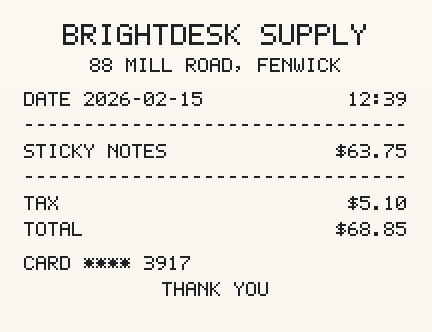 BRIGHTDESK SUPPLY
88 MILL ROAD, FENWICK
DATE 2026-02-15 12:39
--------------------------------
STICKY NOTES $63.75
--------------------------------
TAX $5.10
TOTAL $68.85
CARD **** 3917
THANK YOU